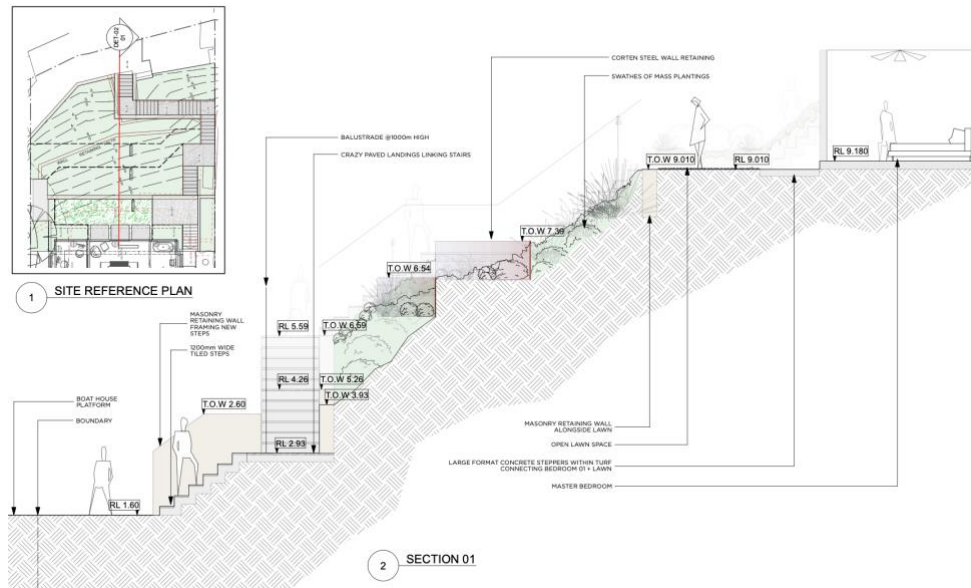 DET-02
01
1
SITE REFERENCE PLAN
CORTEN STEEL WALL RETAINING
SWATHES OF MASS PLANTINGS
BALUSTRADE @1000m HIGH
CRAZY PAVED LANDINGS LINKING STAIRS
T.O.W 9.010
RL 9.010
RL 9.180
T.O.W 7.39
T.O.W 6.54
RL 5.59
T.O.W 6.59
RL 4.26
T.O.W 5.26
T.O.W 3.93
T.O.W 2.60
RL 2.93
RL 1.60
MASONRY
RETAINING WALL
FRAMING NEW
STEPS
1200mm WIDE
TILED STEPS
BOAT HOUSE
PLATFORM
BOUNDARY
MASONRY RETAINING WALL
ALONGSIDE LAWN
OPEN LAWN SPACE
LARGE FORMAT CONCRETE STEPPERS WITHIN TURF
CONNECTING BEDROOM 01 + LAWN
MASTER BEDROOM
2
SECTION 01